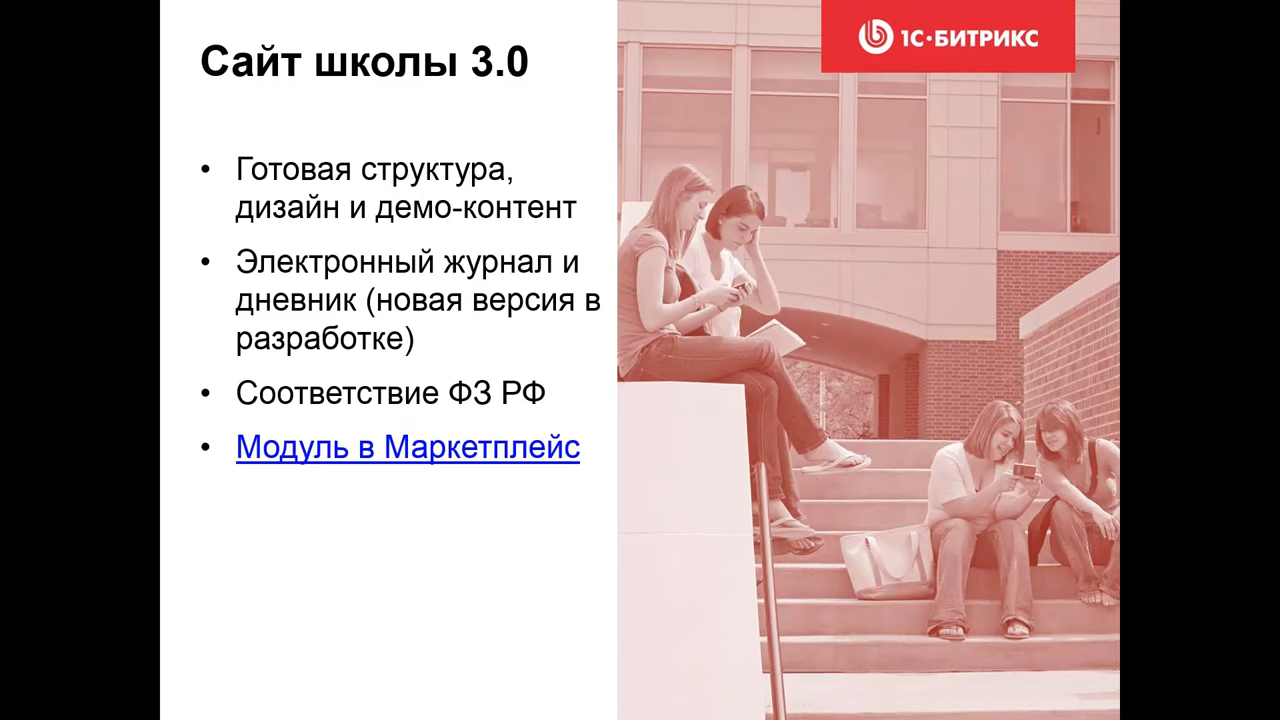 Сайт школы 3.0
1С·БИТРИКС
• Готовая структура,
дизайн и демо-контент
• Электронный журнал и
дневник (новая версия в
разработке)
• Соответствие ФЗ РФ
• Модуль в Маркетплейс